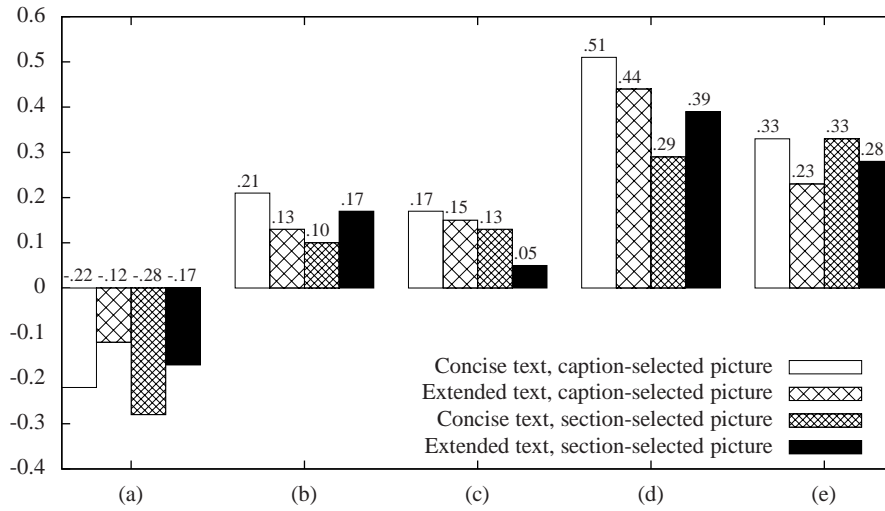 0.6
0.5
0.4
0.3
0.2
0.1
0
-0.1
-0.2
-0.3
-0.4
-.22 -.12 -.28 -.17
.21 .13 .10 .17
.17 .15 .13 .05
.51 .44 .29 .39
.33 .23 .33 .28
Concise text, caption-selected picture
Extended text, caption-selected picture
Concise text, section-selected picture
Extended text, section-selected picture
(a) (b) (c) (d) (e)